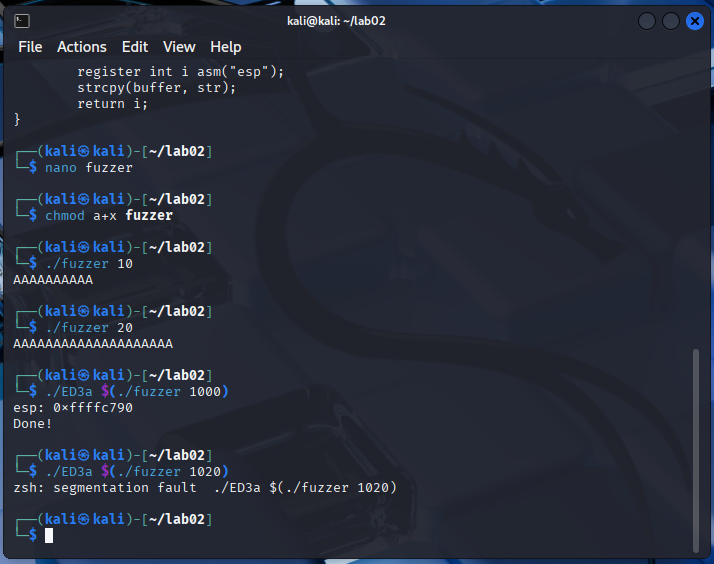 kali@kali: ~/lab02
File Actions Edit View Help
register int i asm("esp");
strcpy(buffer, str);
return i;
}
┌──(kali㉿kali)-[~/lab02]
└─$ nano fuzzer
┌──(kali㉿kali)-[~/lab02]
└─$ chmod a+x fuzzer
┌──(kali㉿kali)-[~/lab02]
└─$ ./fuzzer 10
AAAAAAAAAA
┌──(kali㉿kali)-[~/lab02]
└─$ ./fuzzer 20
AAAAAAAAAAAAAAAAAAAA
┌──(kali㉿kali)-[~/lab02]
└─$ ./ED3a $(./fuzzer 1000)
esp: 0×ffffc790
Done!
┌──(kali㉿kali)-[~/lab02]
└─$ ./ED3a $(./fuzzer 1020)
zsh: segmentation fault  ./ED3a $(./fuzzer 1020)
┌──(kali㉿kali)-[~/lab02]
└─$